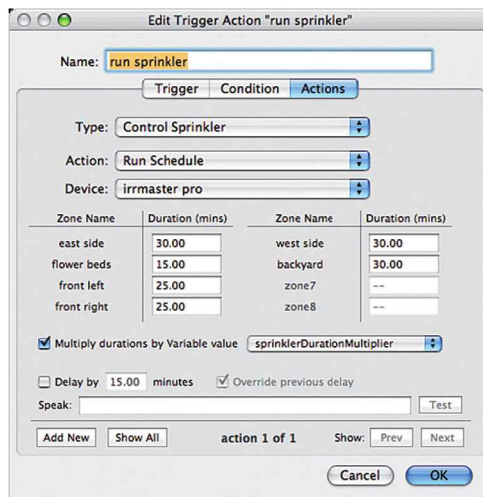 Edit Trigger Action "run sprinkler"
Name: run sprinkler
Trigger Condition Actions
Type: Control Sprinkler
Action: Run Schedule
Device: irrmaster pro
Zone Name Duration (mins) Zone Name Duration (mins)
east side 30.00 west side 30.00
flower beds 15.00 backyard 30.00
front left 25.00 zone7 --
front right 25.00 zone8 --
Multiply durations by Variable value sprinklerDurationMultiplier
Delay by 15.00 minutes Override previous delay
Speak: Test
Add New Show All action 1 of 1 Show: Prev Next
Cancel OK